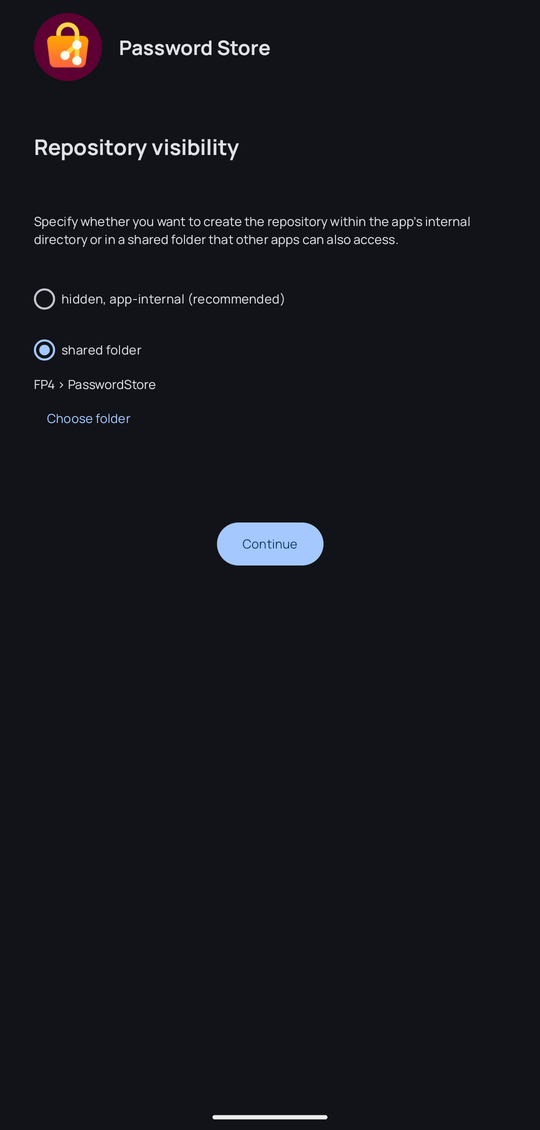 Password Store
Repository visibility
Specify whether you want to create the repository within the app's internal
directory or in a shared folder that other apps can also access.
hidden, app-internal (recommended)
shared folder
FP4 > PasswordStore
Choose folder
Continue